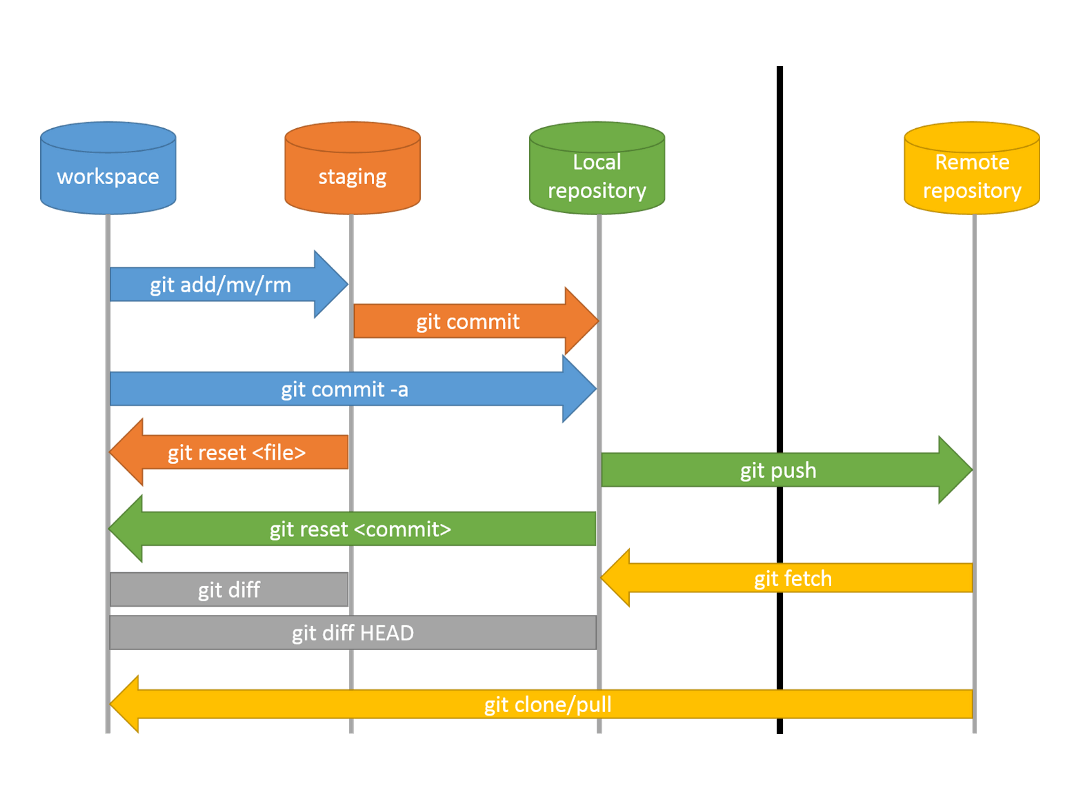 workspace
staging
Local
repository
Remote
repository
git add/mv/rm
git commit
git commit -a
git reset <file>
git push
git reset <commit>
git fetch
git diff
git diff HEAD
git clone/pull